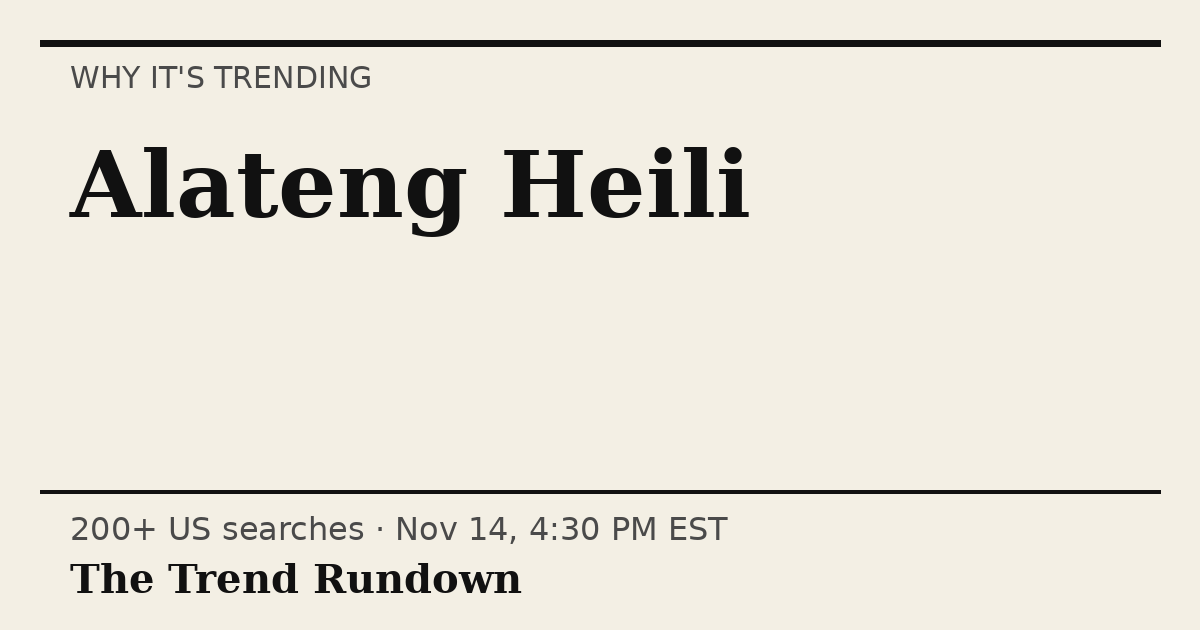 WHY IT'S TRENDING
Alateng Heili
200+ US searches · Nov 14, 4:30 PM EST
The Trend Rundown